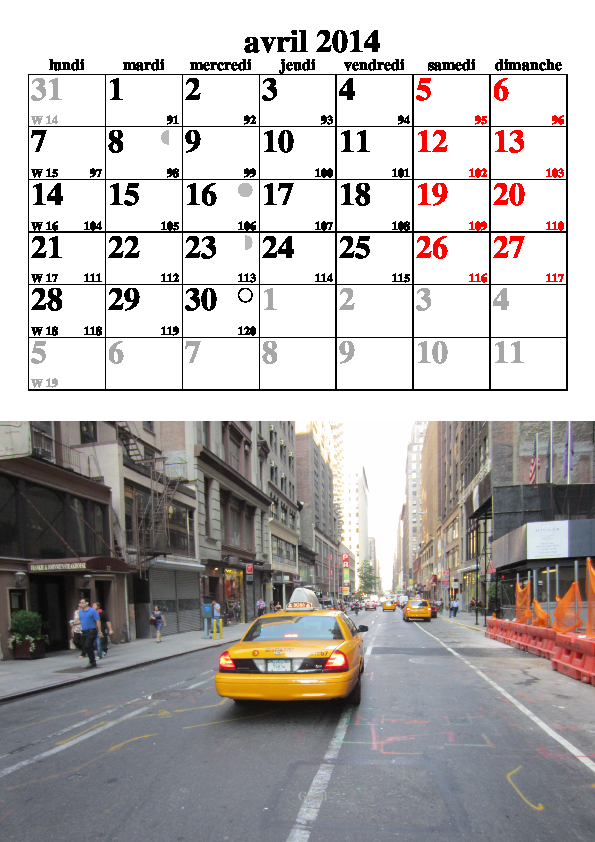 avril 2014
lundi mardi mercredi jeudi vendredi samedi dimanche
31 1 2 3 4 5 6
W 14 91 92 93 94 95 96
7 8 9 10 11 12 13
W 15 97 98 99 100 101 102 103
14 15 16 17 18 19 20
W 16 104 105 106 107 108 109 110
21 22 23 24 25 26 27
W 17 111 112 113 114 115 116 117
28 29 30 1 2 3 4
W 18 118 119 120
5 6 7 8 9 10 11
W 19